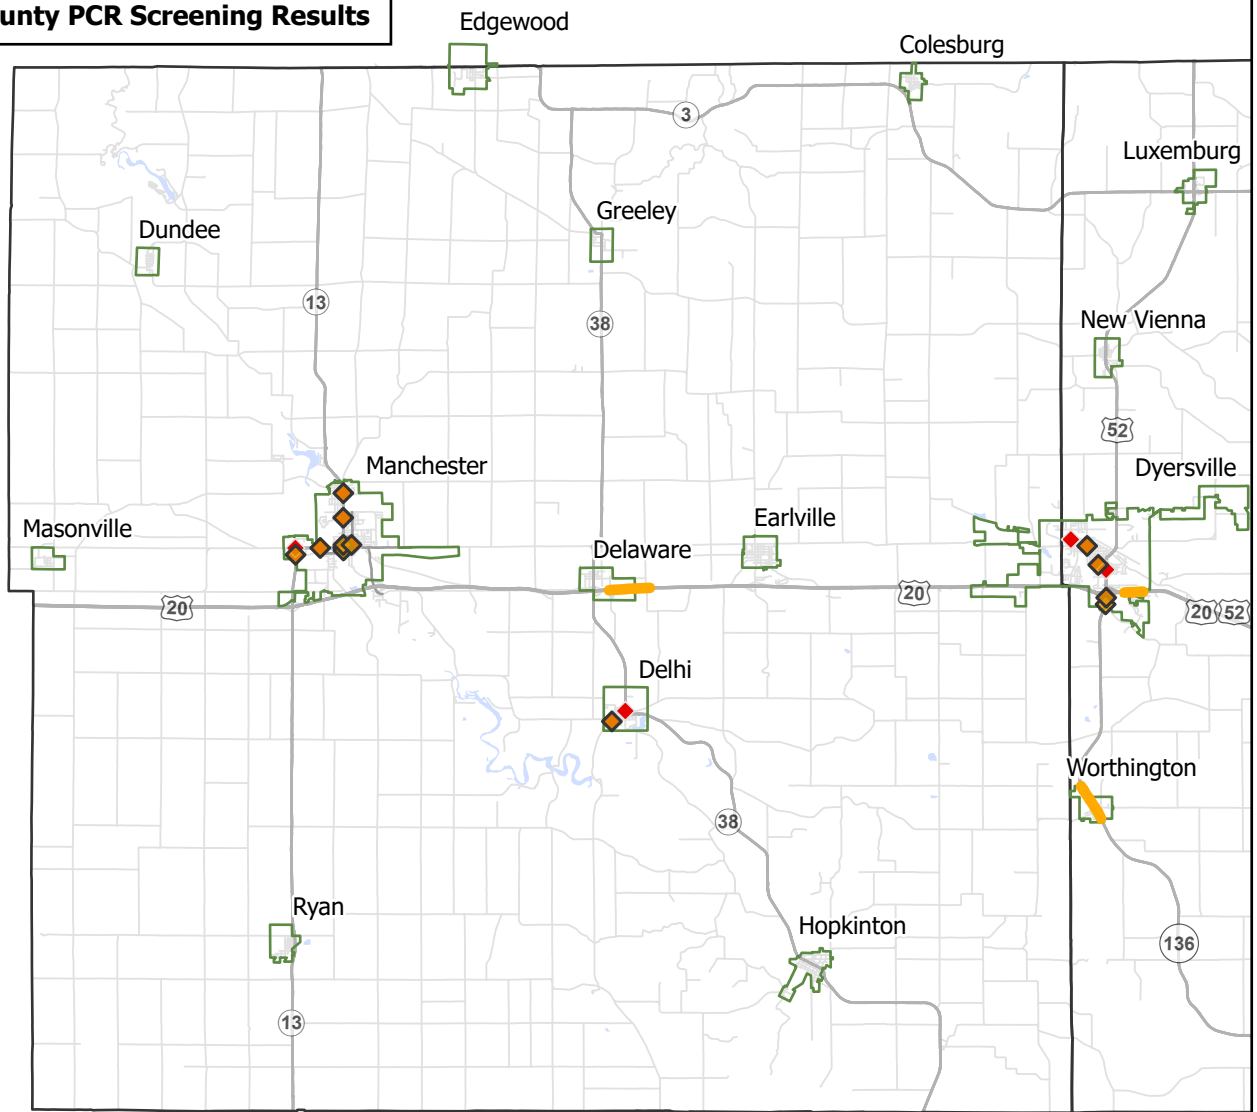 unty PCR Screening Results
Edgewood
Colesburg
3
Luxemburg
Greeley
Dundee
13
38
New Vienna
52
Manchester
Dyersville
Masonville
Earlville
Delaware
20
20
20 52
Delhi
Worthington
38
Ryan
Hopkinton
136
13